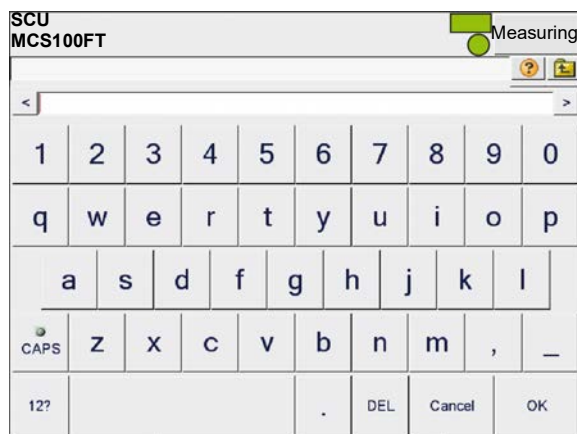 SCU
MCS100FT
Measuring
?
< >
1 2 3 4 5 6 7 8 9 0
q w e r t y u i o p
a s d f g h j k l
CAPS z x c v b n m , _
12? . DEL Cancel OK